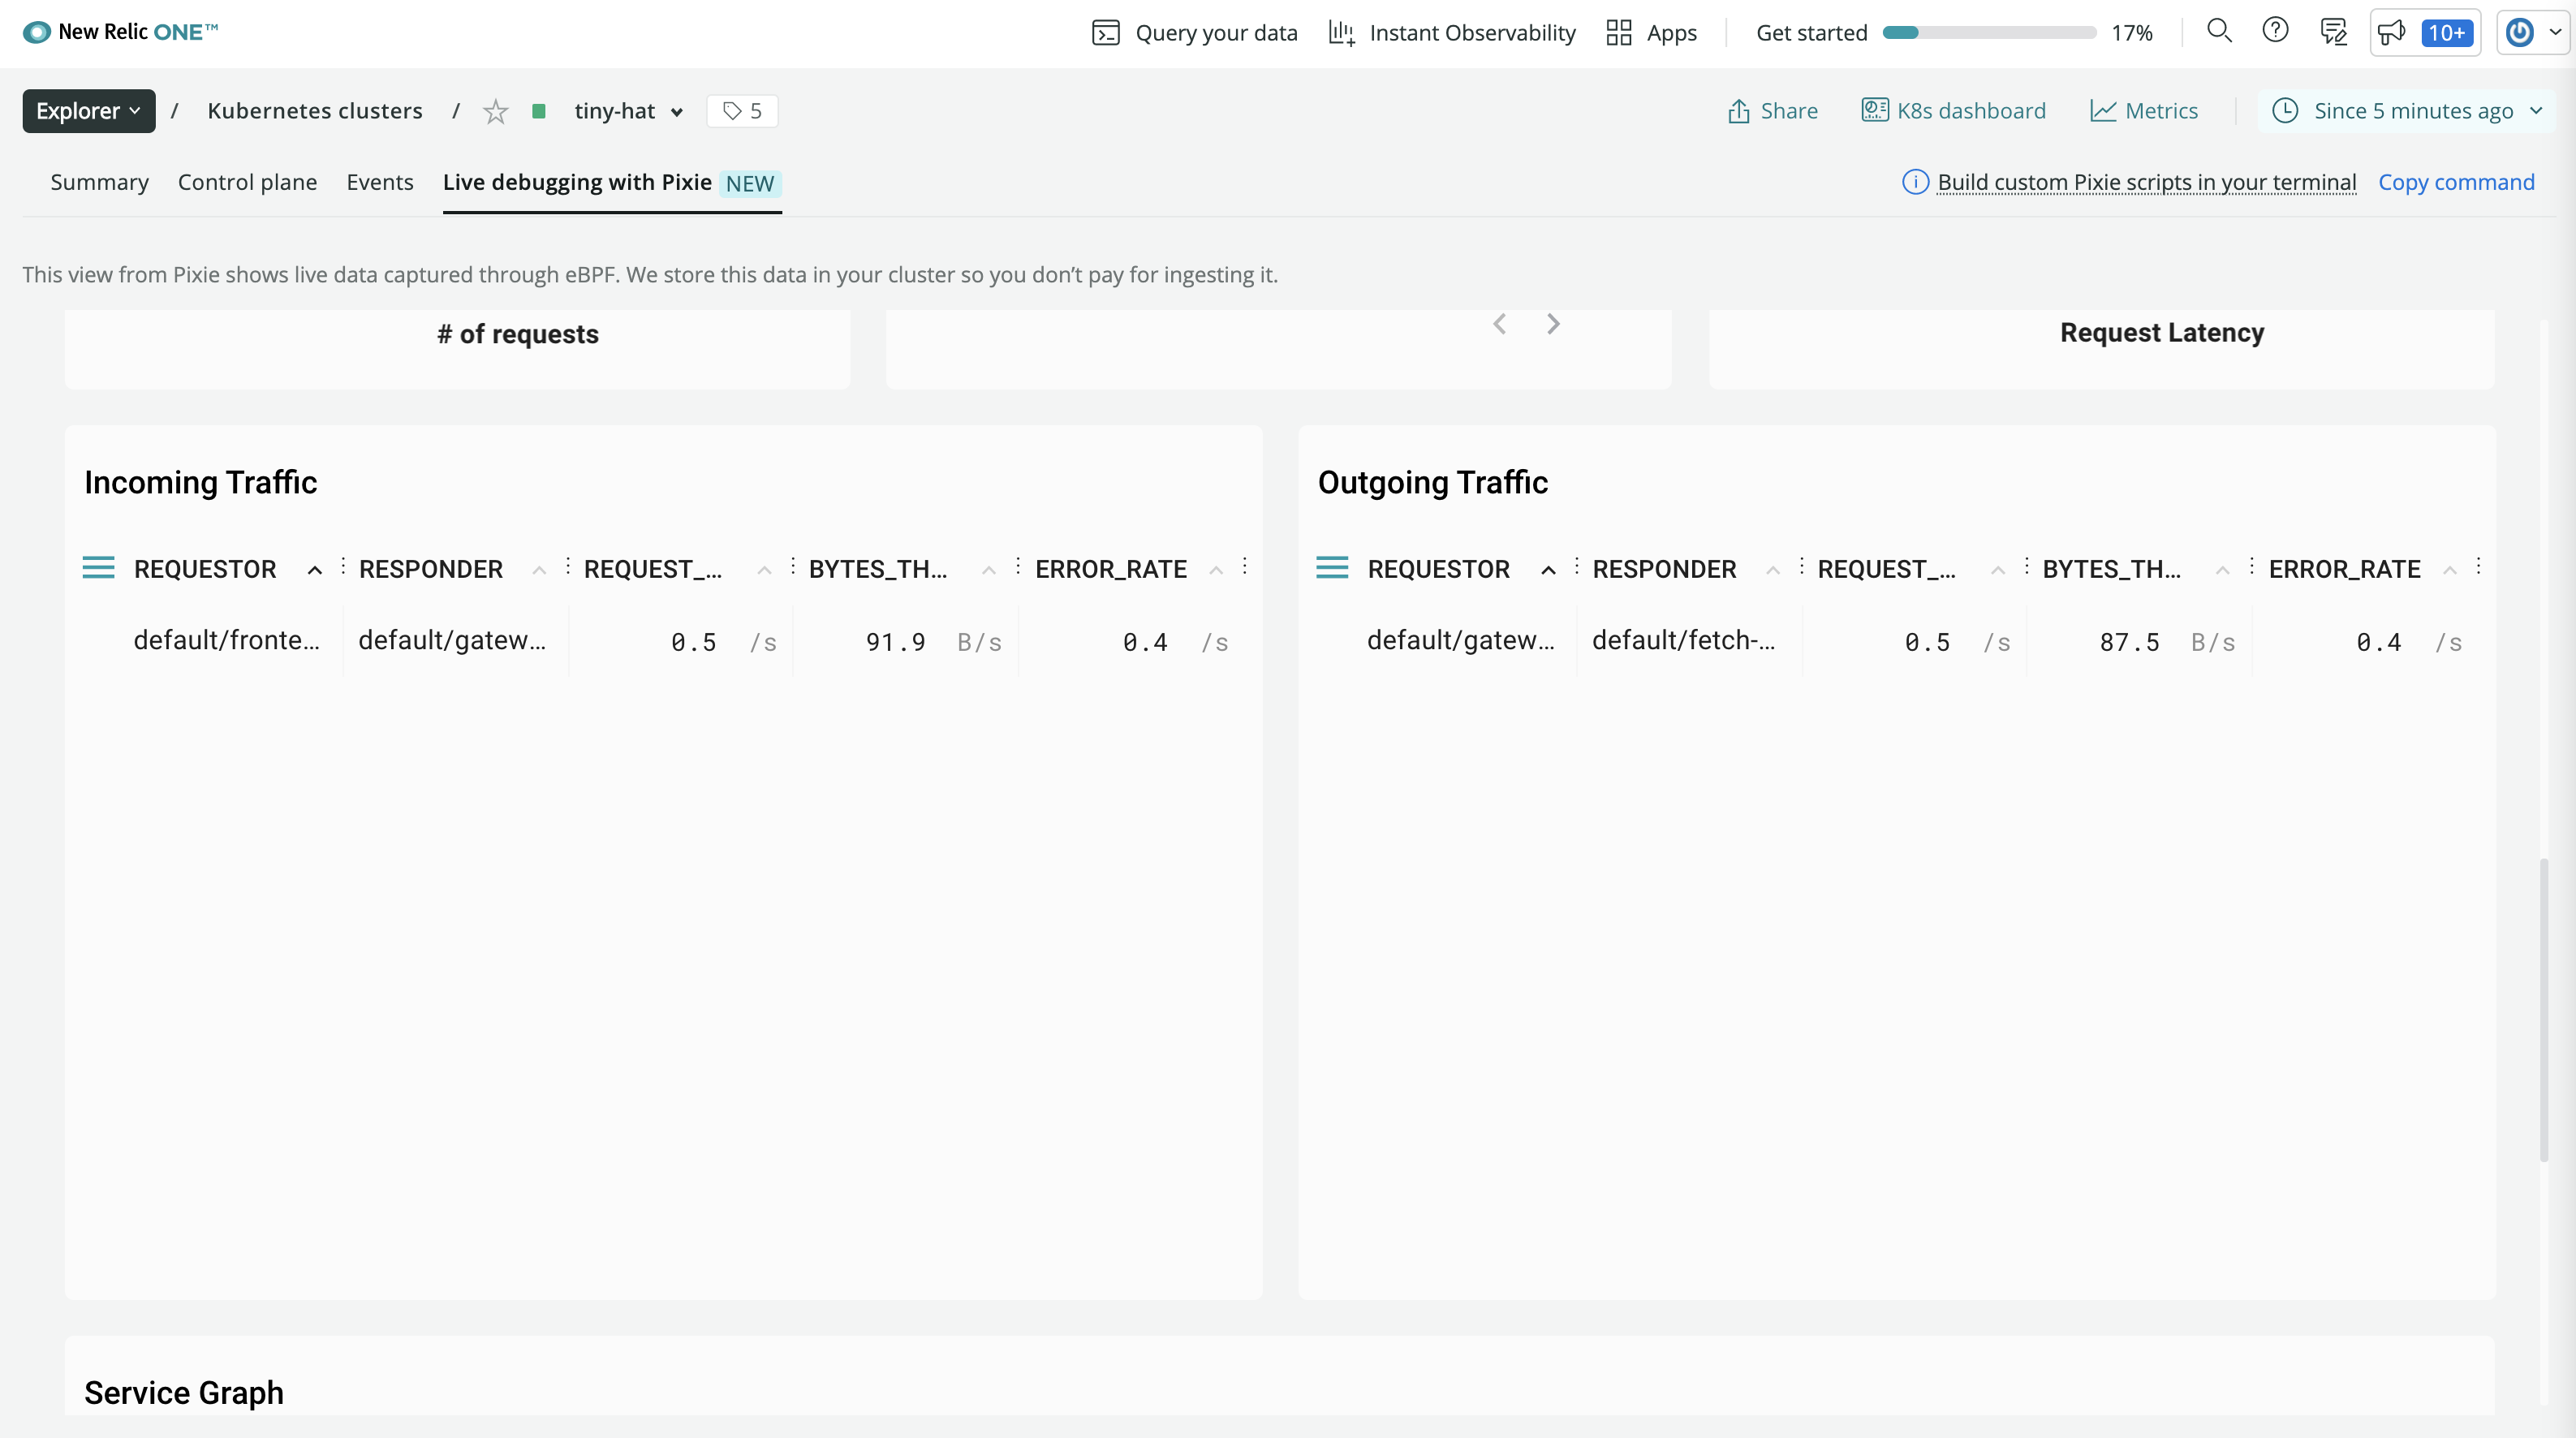 New Relic ONE™
Query your data
Instant Observability
Apps
Get started
17%
10+
Explorer / Kubernetes clusters / tiny-hat 5
Share
K8s dashboard
Metrics
Since 5 minutes ago
Summary
Control plane
Events
Live debugging with Pixie NEW
Build custom Pixie scripts in your terminal
Copy command
This view from Pixie shows live data captured through eBPF. We store this data in your cluster so you don’t pay for ingesting it.
# of requests
Request Latency
Incoming Traffic
REQUESTOR RESPONDER REQUEST_... BYTES_TH... ERROR_RATE
default/fronte... default/gatew... 0.5 /s 91.9 B/s 0.4 /s
Outgoing Traffic
REQUESTOR RESPONDER REQUEST_... BYTES_TH... ERROR_RATE
default/gatew... default/fetch-... 0.5 /s 87.5 B/s 0.4 /s
Service Graph